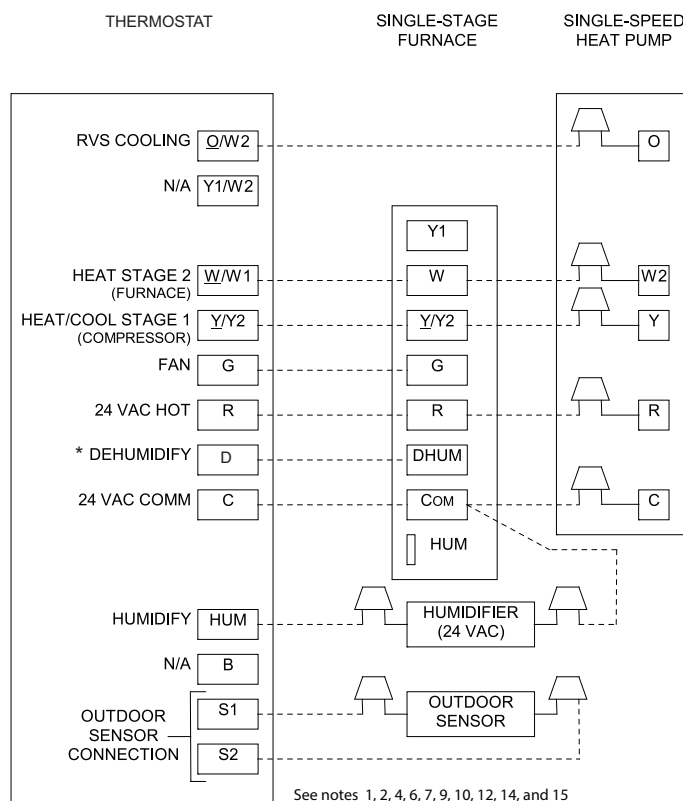 THERMOSTAT
SINGLE-STAGE
FURNACE
SINGLE-SPEED
HEAT PUMP
RVS COOLING O/W2
O
N/A Y1/W2
Y1
HEAT STAGE 2
(FURNACE)
W/W1
W
W2
HEAT/COOL STAGE 1
(COMPRESSOR)
Y/Y2
Y/Y2
Y
FAN G
G
24 VAC HOT R
R
R
* DEHUMIDIFY D
DHUM
24 VAC COMM C
COM
C
HUM
HUMIDIFY HUM
HUMIDIFIER
(24 VAC)
N/A B
OUTDOOR
SENSOR
CONNECTION
S1
S2
OUTDOOR
SENSOR
See notes 1, 2, 4, 6, 7, 9, 10, 12, 14, and 15